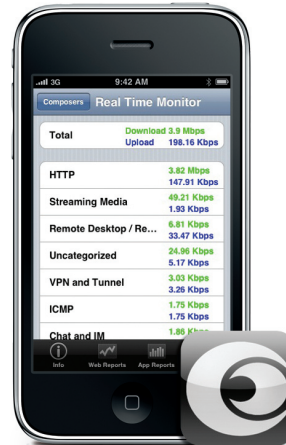 3G 9:42 AM
Composers Real Time Monitor
Total Download 3.9 Mbps
Upload 198.16 Kbps
HTTP 3.82 Mbps
147.91 Kbps
Streaming Media 49.21 Kbps
1.93 Kbps
Remote Desktop / Re... 6.81 Kbps
33.47 Kbps
Uncategorized 24.96 Kbps
5.17 Kbps
VPN and Tunnel 3.03 Kbps
3.26 Kbps
ICMP 1.75 Kbps
1.75 Kbps
Chat and IM 1.86 Kbps
Info Web Reports App Reports